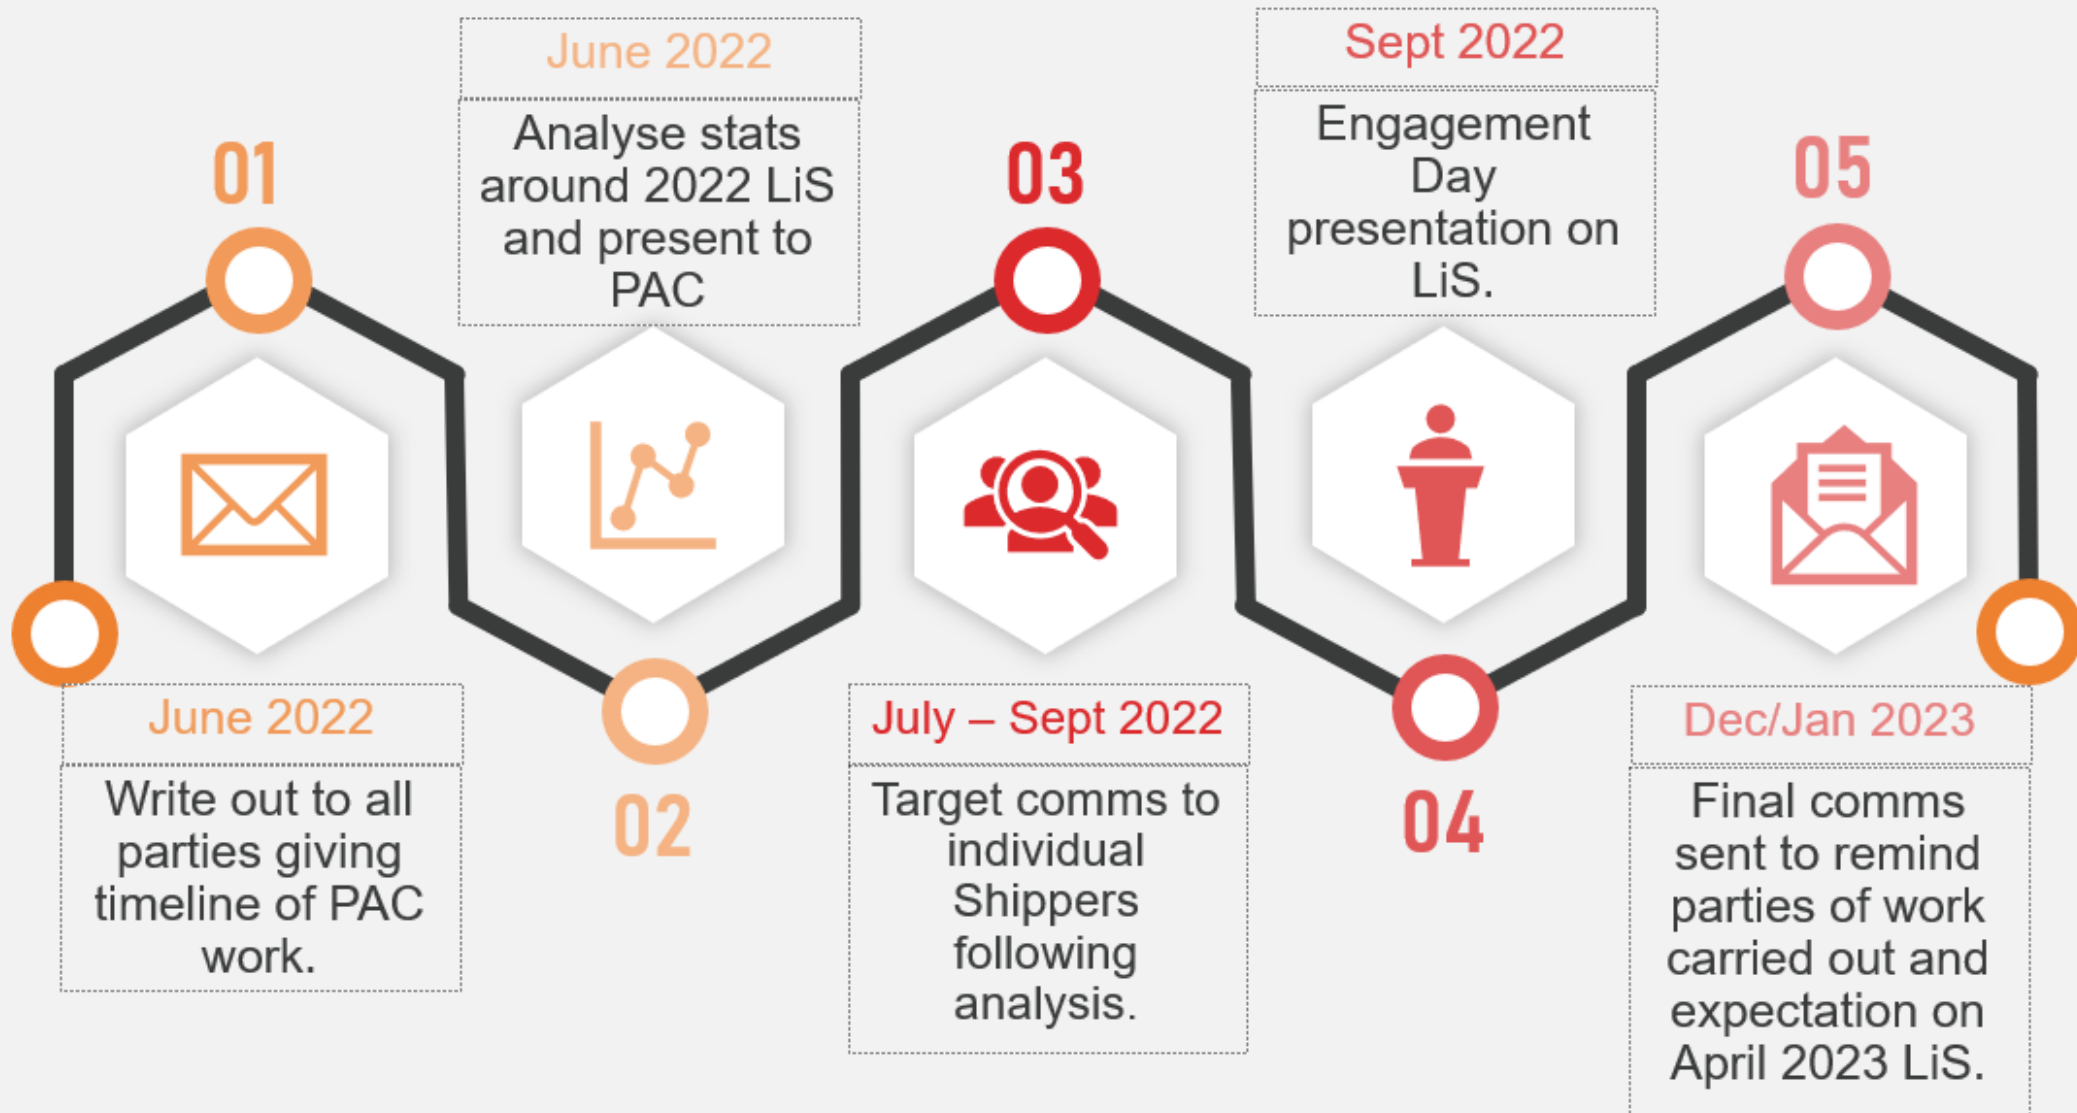 01
June 2022
Write out to all
parties giving
timeline of PAC
work.
June 2022
Analyse stats
around 2022 LiS
and present to
PAC
02
03
July – Sept 2022
Target comms to
individual
Shippers
following
analysis.
Sept 2022
Engagement
Day
presentation on
LiS.
04
05
Dec/Jan 2023
Final comms
sent to remind
parties of work
carried out and
expectation on
April 2023 LiS.